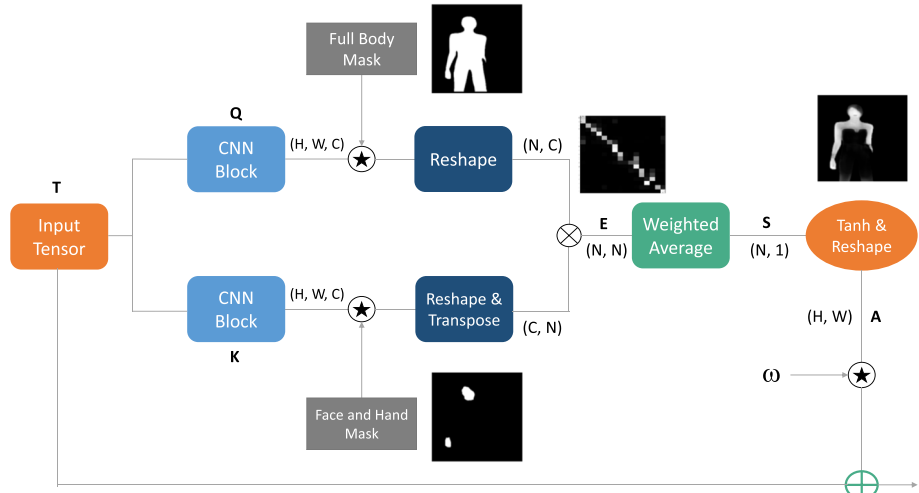 Full Body
Mask
Q
CNN
Block
(H, W, C)
Reshape
(N, C)
T
Input
Tensor
E
(N, N)
Weighted
Average
S
(N, 1)
Tanh &
Reshape
CNN
Block
K
(H, W, C)
Reshape &
Transpose
(C, N)
(H, W)
A
ω
Face and Hand
Mask